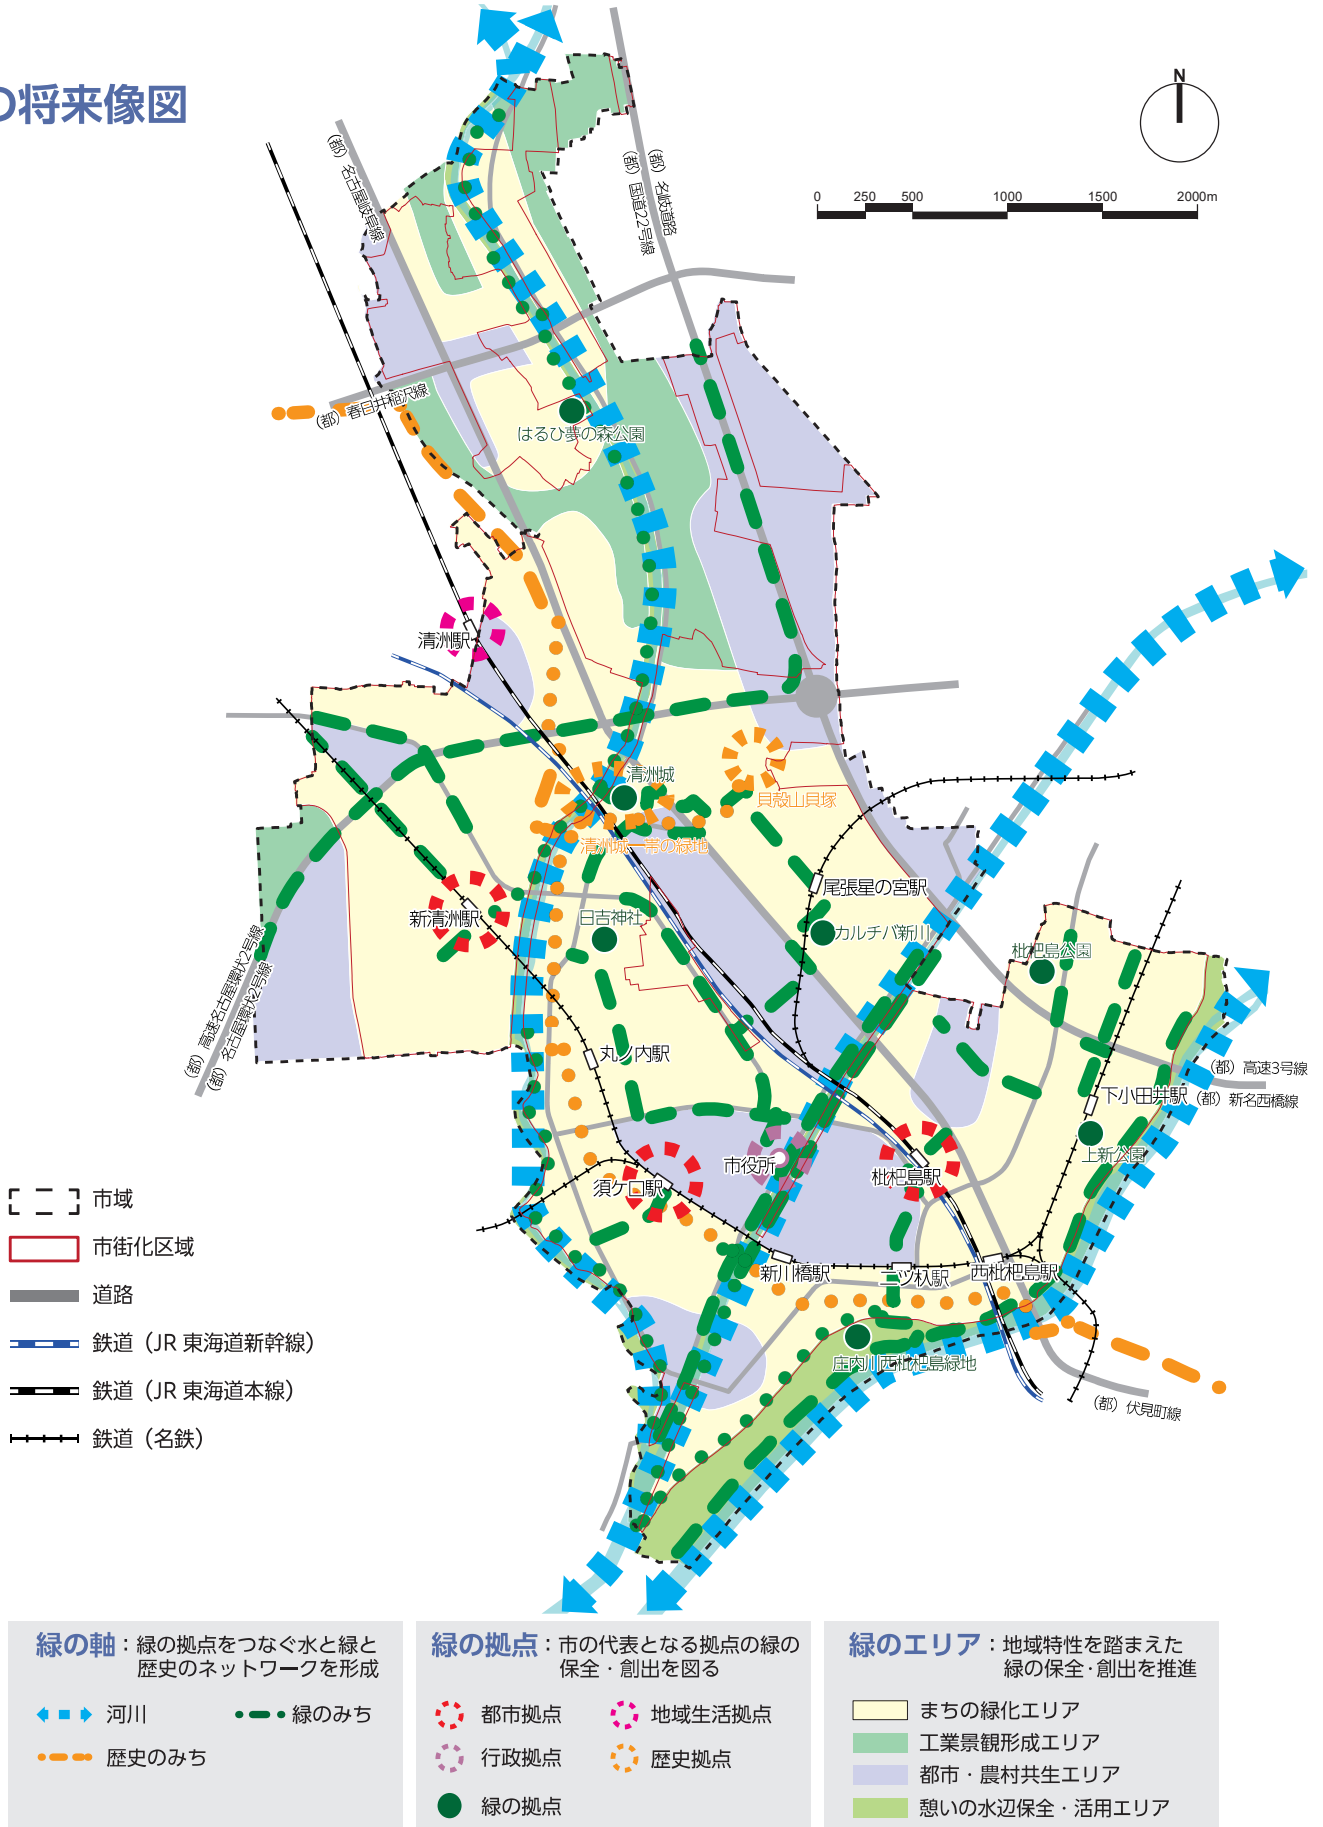 の将来像図
N
0 250 500 1000 1500 2000m
（都）名古屋岐阜線
（都）名岐道路
（都）国道22号線
（都）春日井稲沢線
はるひ夢の森公園
清洲駅
清洲城
貝殻山貝塚
清洲城一帯の緑地
尾張星の宮駅
新清洲駅
日吉神社
カルチバ新川
枇杷島公園
（都）高速名古屋環状2号線
（都）名古屋環状2号線
丸ノ内駅
（都）高速3号線
下小田井駅
（都）新名西橋線
上新公園
市役所
枇杷島駅
須ケ口駅
新川橋駅
二ツ杁駅
西枇杷島駅
庄内川西枇杷島緑地
（都）伏見町線
市域
市街化区域
道路
鉄道（JR 東海道新幹線）
鉄道（JR 東海道本線）
鉄道（名鉄）
緑の軸：緑の拠点をつなぐ水と緑と
歴史のネットワークを形成
河川
緑のみち
歴史のみち
緑の拠点：市の代表となる拠点の緑の
保全・創出を図る
都市拠点
地域生活拠点
行政拠点
歴史拠点
緑の拠点
緑のエリア：地域特性を踏まえた
緑の保全・創出を推進
まちの緑化エリア
工業景観形成エリア
都市・農村共生エリア
憩いの水辺保全・活用エリア